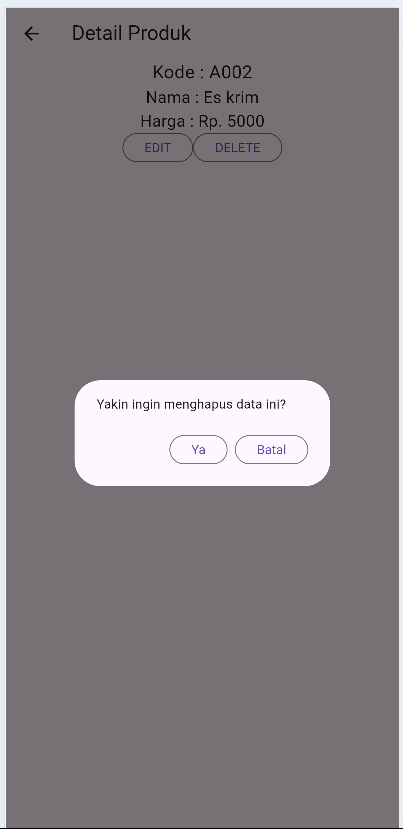 Detail Produk
Kode : A002
Nama : Es krim
Harga : Rp. 5000
EDIT DELETE
Yakin ingin menghapus data ini?
Ya Batal